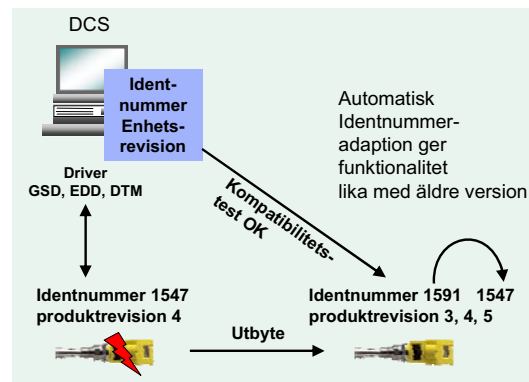 DCS
Ident-
nummer
Enhets-
revision
Automatisk
Identnummer-
adaption ger
funktionalitet
lika med äldre version
Driver
GSD, EDD, DTM
Kompatibilitets-
test OK
Identnummer 1547
produktrevision 4
Identnummer 1591 1547
produktrevision 3, 4, 5
Utbyte